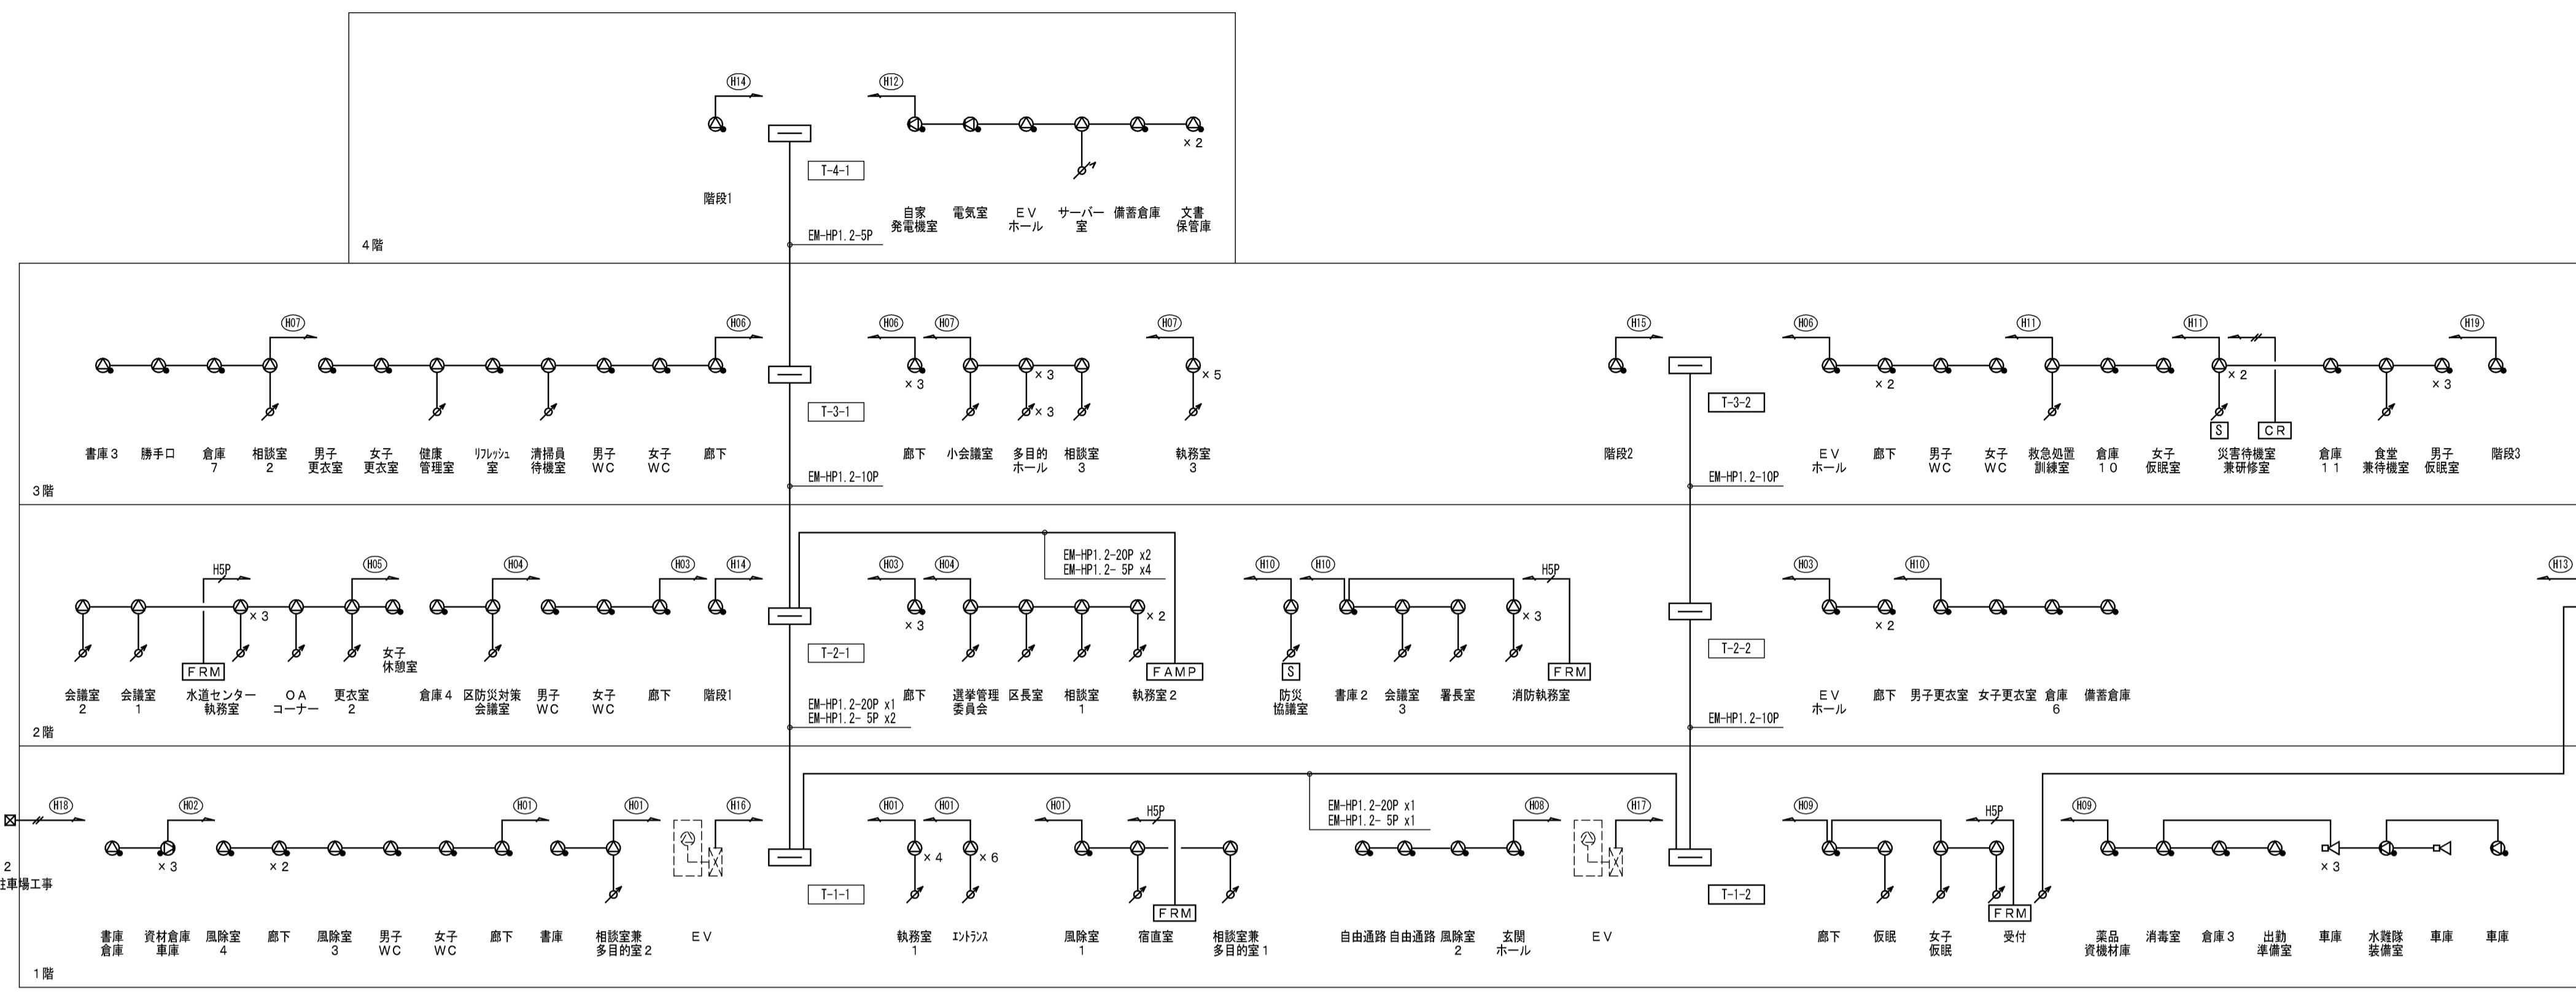 H14
H12
×２
T-4-1
階段1
自家
発電機室
電気室
ＥＶ
ホール
サーバー
室
備蓄倉庫
文書
保管庫
EM-HP1.2-5P
４階
H07
H06
H06
H07
H07
H15
H06
H11
H11
H19
×３
×３
×３
×５
×２
×２
×３
T-3-1
T-3-2
S
CR
書庫３
勝手口
倉庫
７
相談室
２
男子
更衣室
女子
更衣室
健康
管理室
ﾘﾌﾚｯｼｭ
室
清掃員
待機室
男子
ＷＣ
女子
ＷＣ
廊下
廊下
小会議室
多目的
ホール
相談室
３
執務室
３
階段2
ＥＶ
ホール
廊下
男子
ＷＣ
女子
ＷＣ
救急処置
訓練室
倉庫
１０
女子
仮眠室
災害待機室
兼研修室
倉庫
１１
食堂
兼待機室
男子
仮眠室
階段3
EM-HP1.2-10P
EM-HP1.2-10P
３階
EM-HP1.2-20P x2
EM-HP1.2- 5P x4
H5P
H05
H04
H03
H14
H03
H04
H10
H10
H5P
H03
H10
H13
×３
×３
×２
×３
×２
FRM
女子
休憩室
T-2-1
FAMP
S
FRM
T-2-2
会議室
２
会議室
１
水道センター
執務室
ＯＡ
コーナー
更衣室
２
倉庫４
区防災対策
会議室
男子
ＷＣ
女子
ＷＣ
廊下
階段1
廊下
選挙管理
委員会
区長室
相談室
１
執務室２
防災
協議室
書庫２
会議室
３
署長室
消防執務室
ＥＶ
ホール
廊下
男子更衣室
女子更衣室
倉庫
６
備蓄倉庫
EM-HP1.2-20P x1
EM-HP1.2- 5P x2
EM-HP1.2-10P
２階
H18
H02
H01
H01
H16
H01
H01
H01
H5P
EM-HP1.2-20P x1
EM-HP1.2- 5P x1
H08
H17
H09
H5P
H09
２
×３
×２
×４
×６
×３
駐車場工事
T-1-1
FRM
T-1-2
FRM
書庫
倉庫
資材倉庫
車庫
風除室
４
廊下
風除室
３
男子
ＷＣ
女子
ＷＣ
廊下
書庫
相談室兼
多目的室２
ＥＶ
執務室
１
ｴﾝﾄﾗﾝｽ
風除室
１
宿直室
相談室兼
多目的室１
自由通路
自由通路
風除室
２
玄関
ホール
ＥＶ
廊下
仮眠
女子
仮眠
受付
薬品
資機材庫
消毒室
倉庫３
出勤
準備室
車庫
水難隊
装備室
車庫
車庫
１階